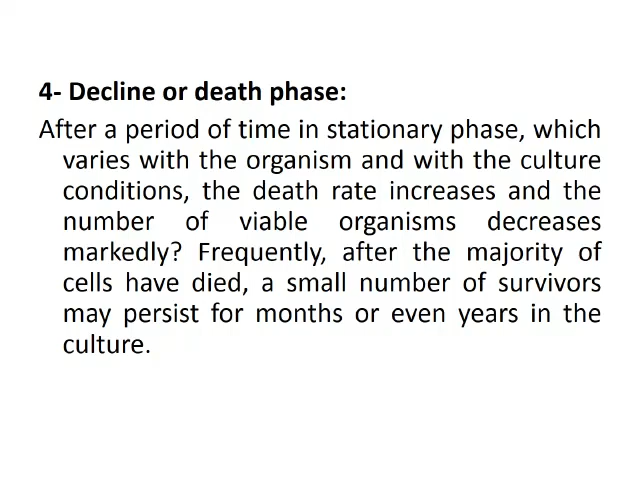 4- Decline or death phase:
After a period of time in stationary phase, which
varies with the organism and with the culture
conditions, the death rate increases and the
number of viable organisms decreases
markedly? Frequently, after the majority of
cells have died, a small number of survivors
may persist for months or even years in the
culture.